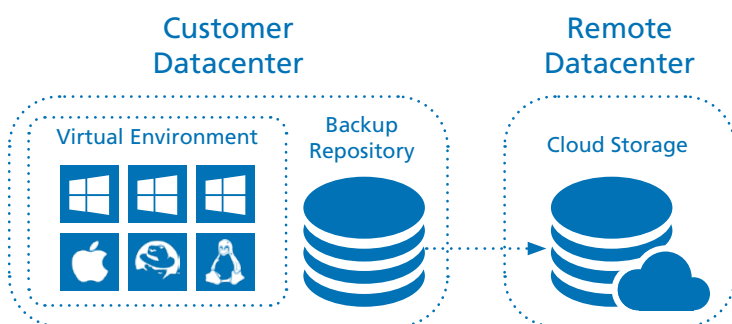 Customer
Datacenter
Remote
Datacenter
Virtual Environment
Backup
Repository
Cloud Storage